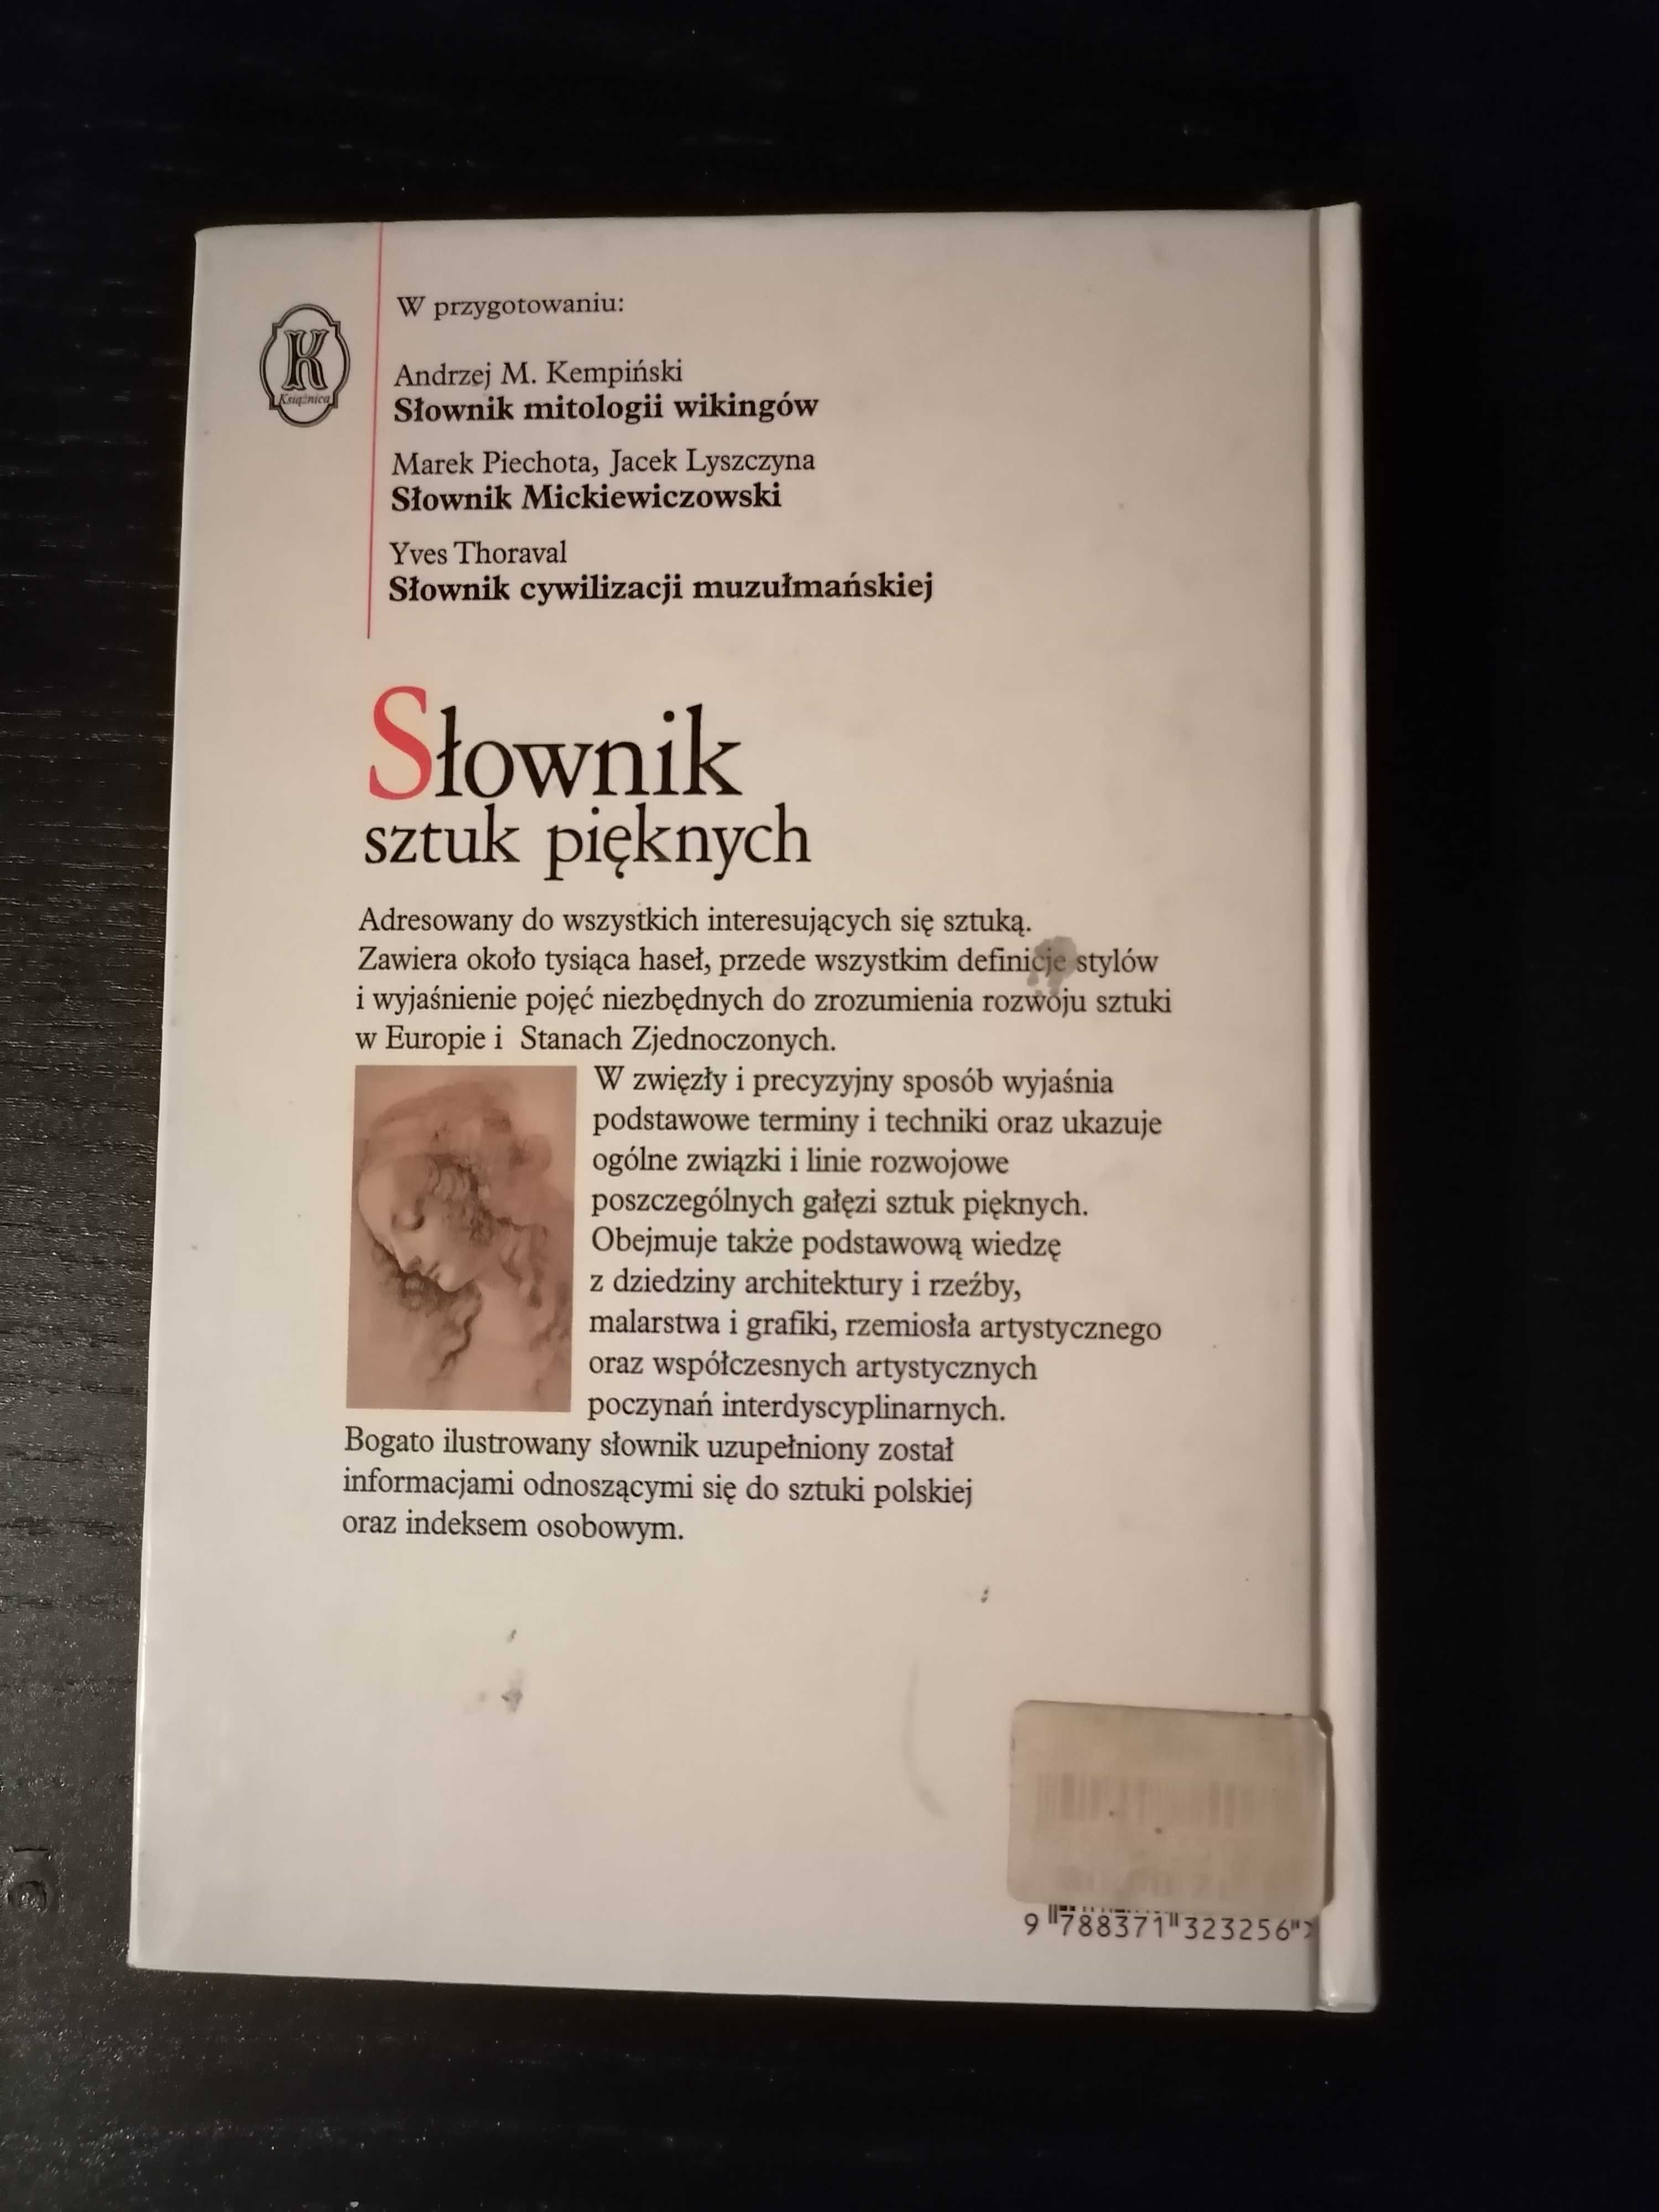 K
Książnica
W przygotowaniu:
Andrzej M. Kempiński
Słownik mitologii wikingów
Marek Piechota, Jacek Lyszczyna
Słownik Mickiewiczowski
Yves Thoraval
Słownik cywilizacji muzułmańskiej
Słownik
sztuk pięknych
Adresowany do wszystkich interesujących się sztuką.
Zawiera około tysiąca haseł, przede wszystkim definicje stylów
i wyjaśnienie pojęć niezbędnych do zrozumienia rozwoju sztuki
w Europie i Stanach Zjednoczonych.
W zwięzły i precyzyjny sposób wyjaśnia
podstawowe terminy i techniki oraz ukazuje
ogólne związki i linie rozwojowe
poszczególnych gałęzi sztuk pięknych.
Obejmuje także podstawową wiedzę
z dziedziny architektury i rzeźby,
malarstwa i grafiki, rzemiosła artystycznego
oraz współczesnych artystycznych
poczynań interdyscyplinarnych.
Bogato ilustrowany słownik uzupełniony został
informacjami odnoszącymi się do sztuki polskiej
oraz indeksem osobowym.
9 788371 323256 >